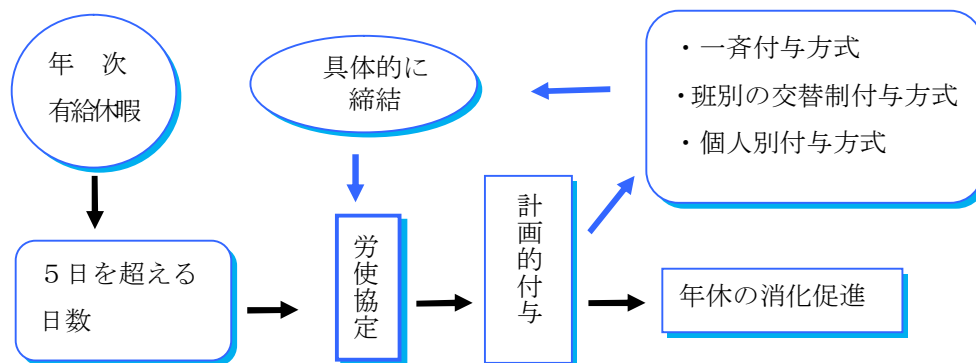 年　次
有給休暇
具体的に
締結
・一斉付与方式
・班別の交替制付与方式
・個人別付与方式
５日を超える
日数
労使協定
計画的付与
年休の消化促進